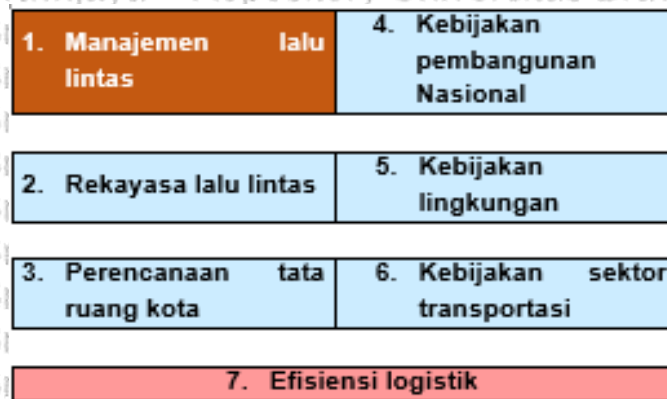 1. Manajemen lalu
lintas
4. Kebijakan
pembangunan
Nasional
2. Rekayasa lalu lintas
5. Kebijakan
lingkungan
3. Perencanaan tata
ruang kota
6. Kebijakan sektor
transportasi
7. Efisiensi logistik